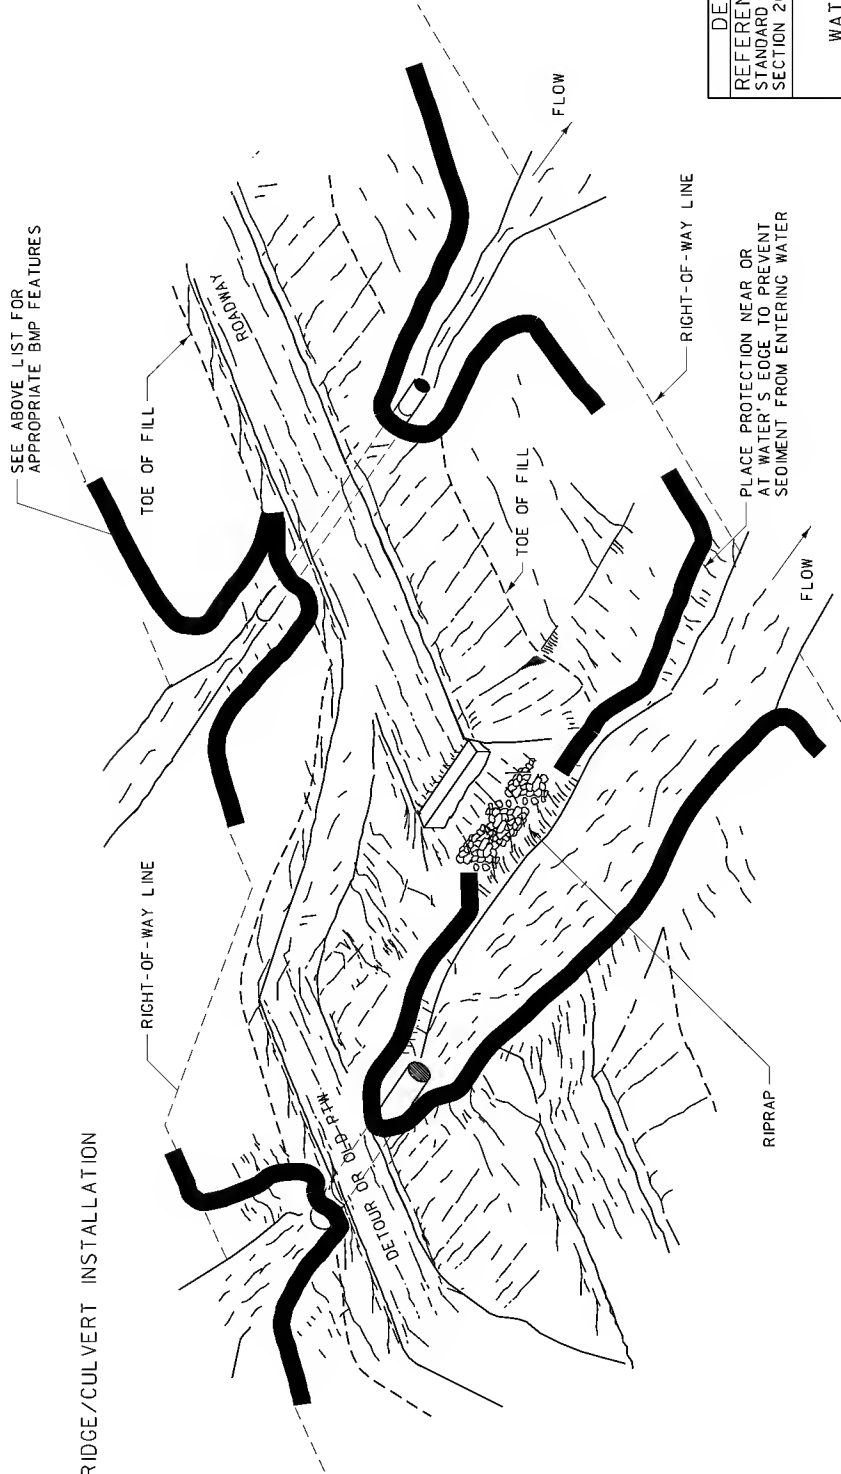 RIDGE/CULVERT INSTALLATION
SEE ABOVE LIST FOR
APPROPRIATE BMP FEATURES
TOE OF FILL
RIGHT-OF-WAY LINE
ROADWAY
DETOUR OR OLD PTW
FLOW
TOE OF FILL
RIGHT-OF-WAY LINE
PLACE PROTECTION NEAR OR
AT WATER'S EDGE TO PREVENT
SEDIMENT FROM ENTERING WATER
FLOW
RIPRAP
DE
REFEREN
STANDARD
SECTION 20
WAT